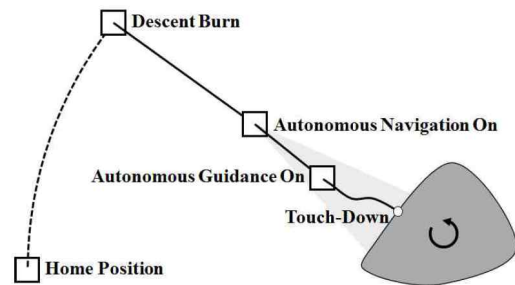 Descent Burn
Autonomous Navigation On
Autonomous Guidance On
Touch-Down
Home Position